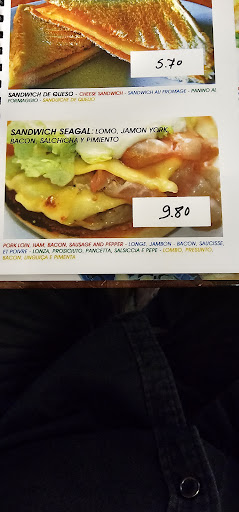 5.70
SANDWICH DE QUESO - CHEESE SANDWICH - SANDWICH AU FROMAGE - PANINO AL
FORMAGGIO - SANDUICHE DE QUEIJO
SANDWICH SEAGAL: LOMO, JAMON YORK,
BACON, SALCHICHA Y PIMIENTO
9.80
PORK LOIN, HAM, BACON, SAUSAGE AND PEPPER - LONGE, JAMBON - BACON, SAUCISSE,
ET POIVRE - LONZA, PROSCIUTO, PANCETTA, SALSICCIA E PEPE - LOMBO, PRESUNTO,
BACON, LINGUIÇA E PIMENTA